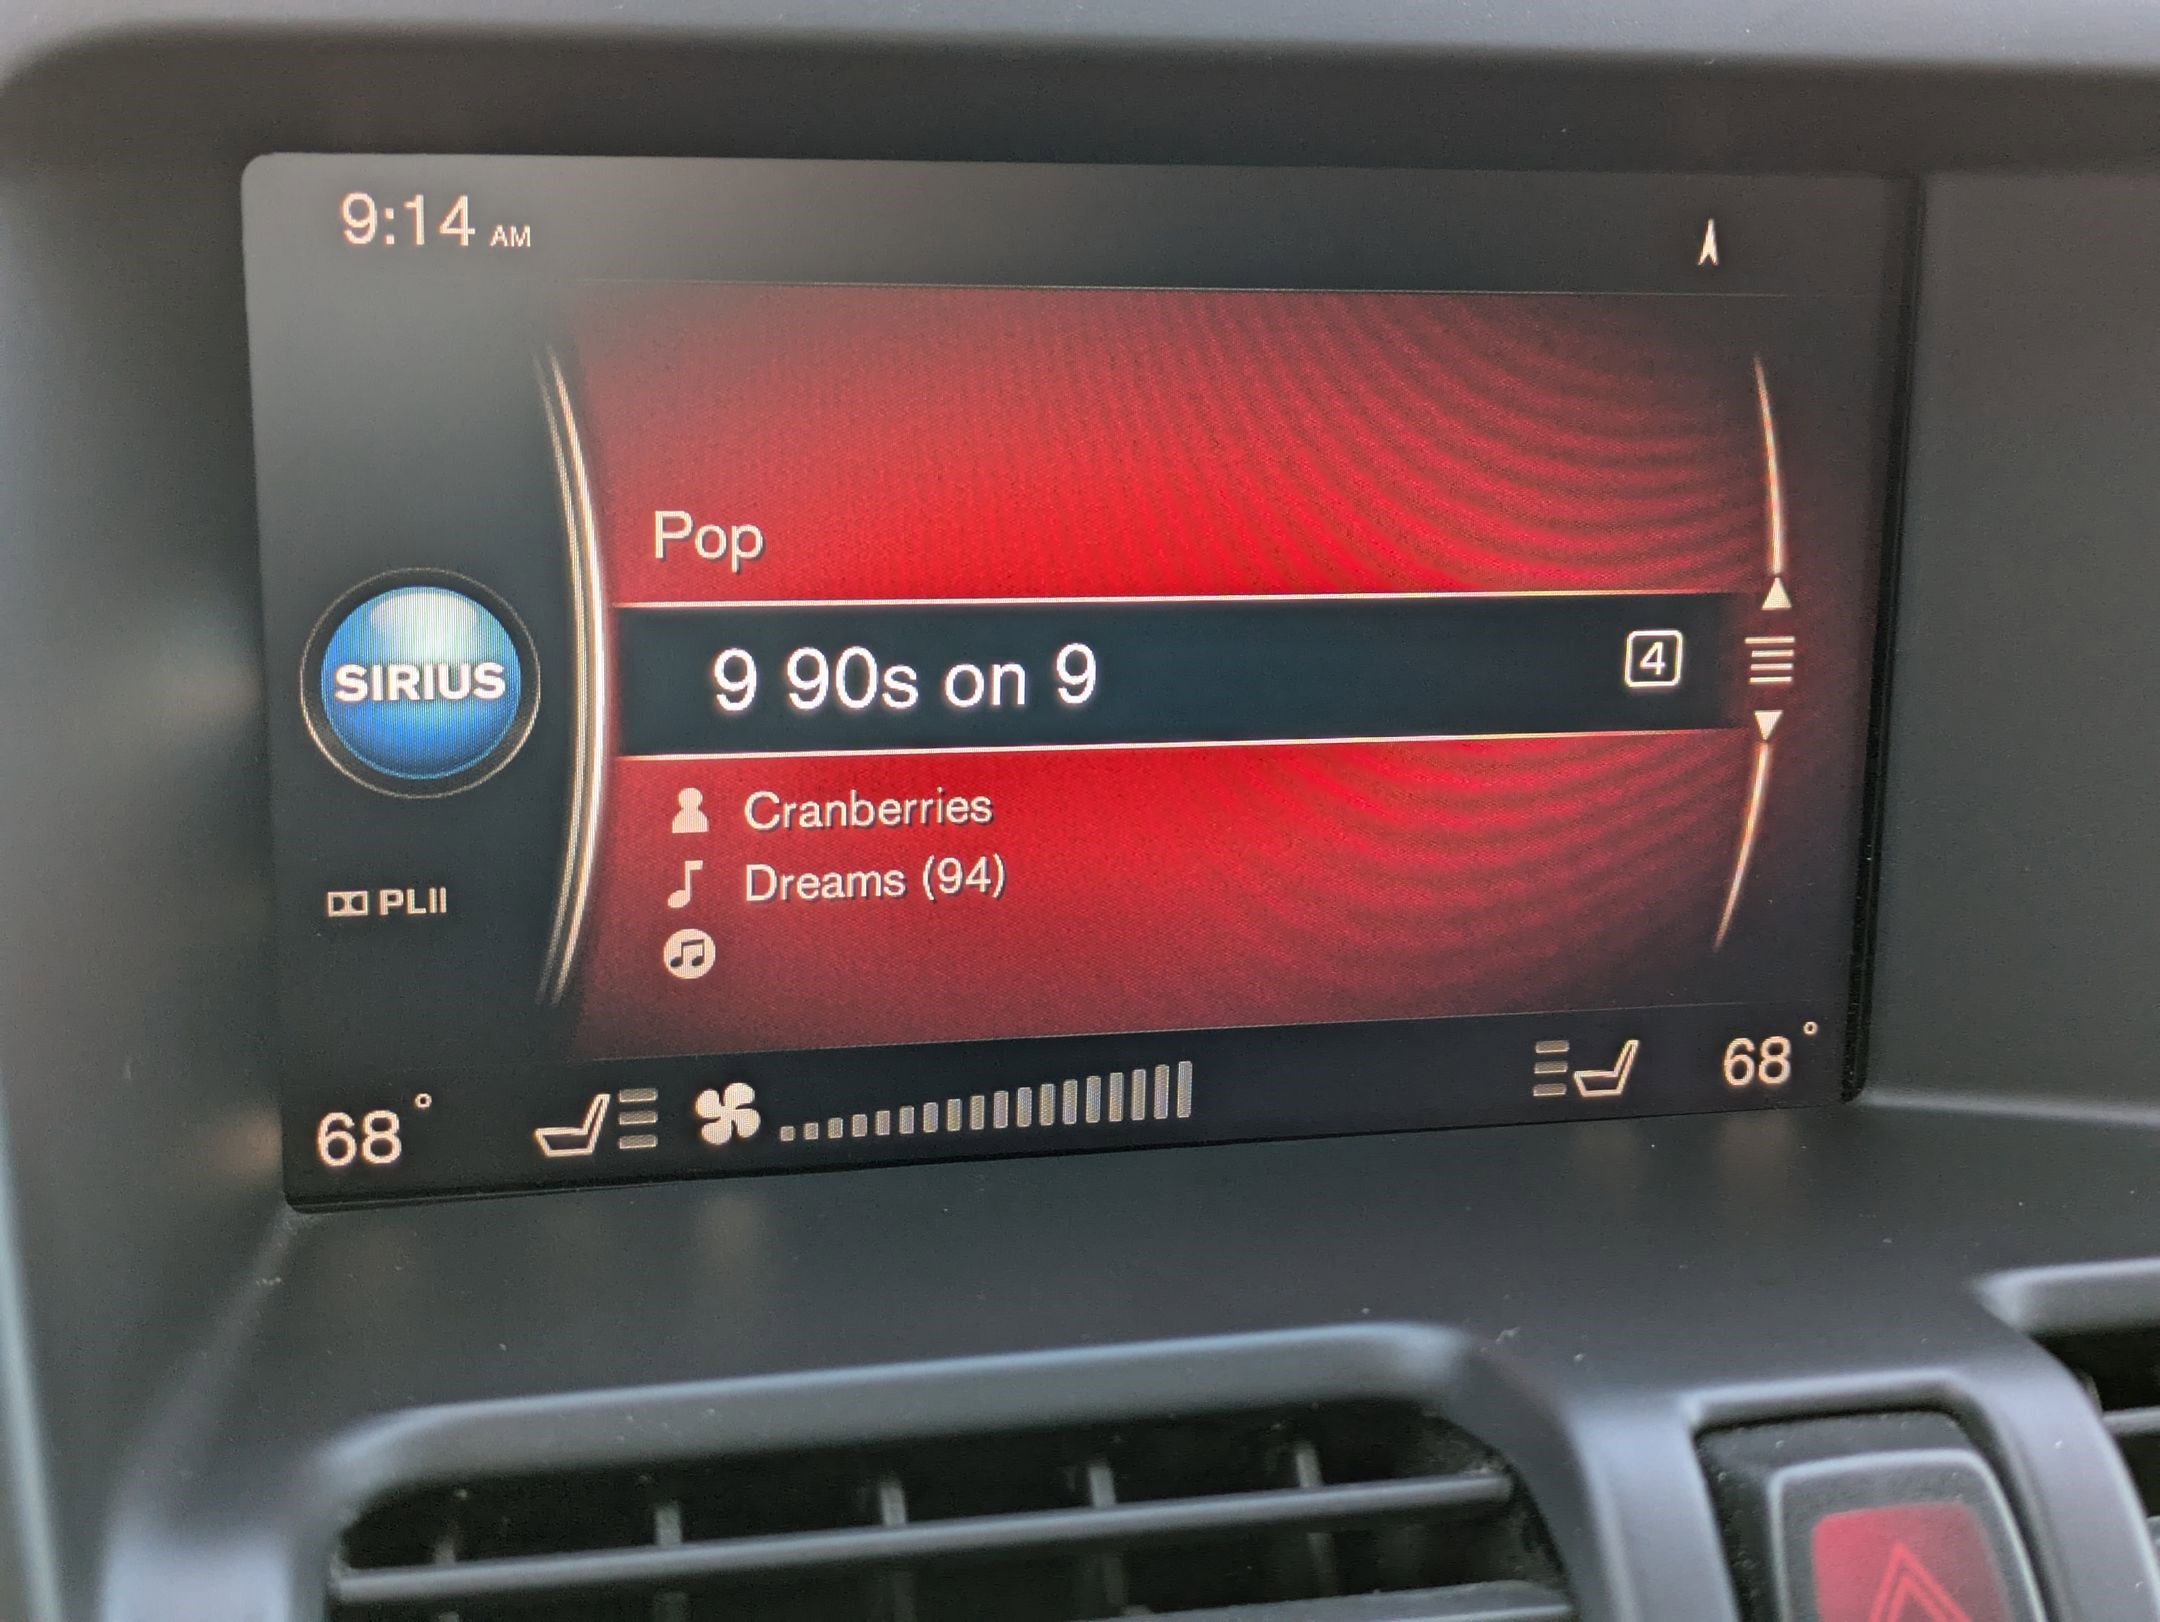 9:14 AM
Pop
9 90s on 9 4
SIRIUS
Cranberries
Dreams (94)
PLII
68°
68°